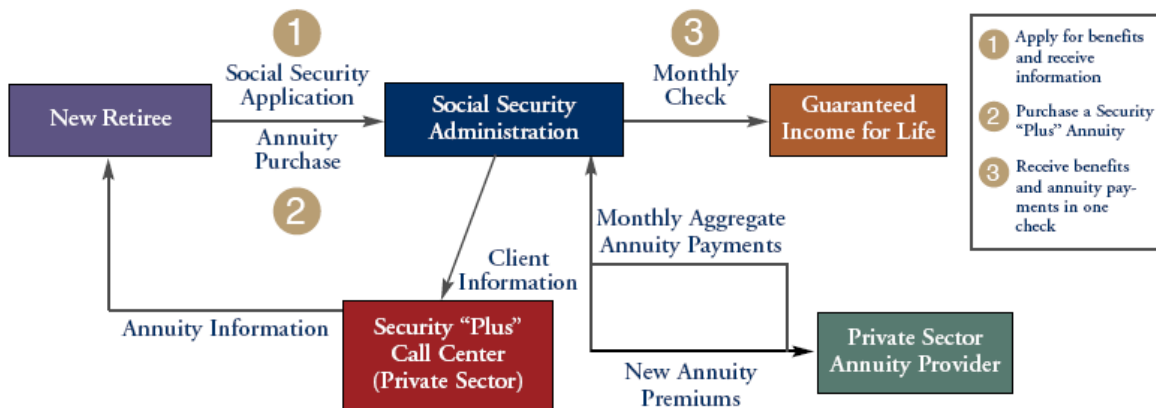 1
Social Security
Application
New Retiree
Annuity
Purchase
2
Social Security
Administration
3
Monthly
Check
Guaranteed
Income for Life
1 Apply for benefits
and receive
information
2 Purchase a Security
“Plus” Annuity
3 Receive benefits
and annuity pay-
ments in one
check
Monthly Aggregate
Annuity Payments
Client
Information
Annuity Information
Security “Plus”
Call Center
(Private Sector)
New Annuity
Premiums
Private Sector
Annuity Provider